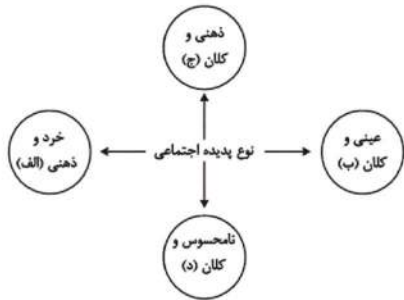 ذهنی و
کلان (ج)
عینی و
کلان (ب)
نوع پدیده اجتماعی
خرد و
ذهنی (الف)
نامحسوس و
کلان (د)